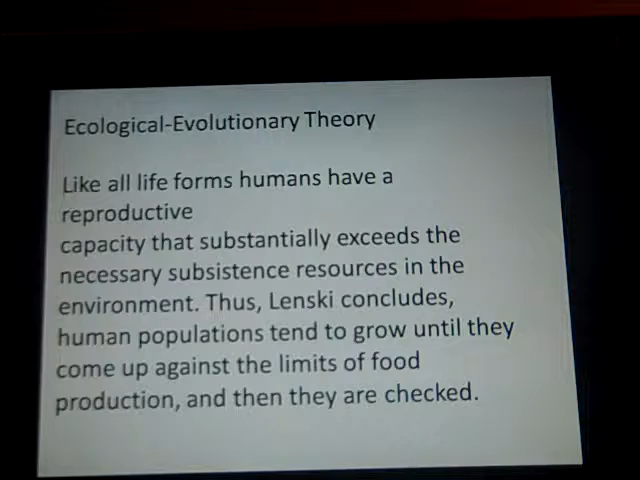 Ecological-Evolutionary Theory
Like all life forms humans have a
reproductive
capacity that substantially exceeds the
necessary subsistence resources in the
environment. Thus, Lenski concludes,
human populations tend to grow until they
come up against the limits of food
production, and then they are checked.